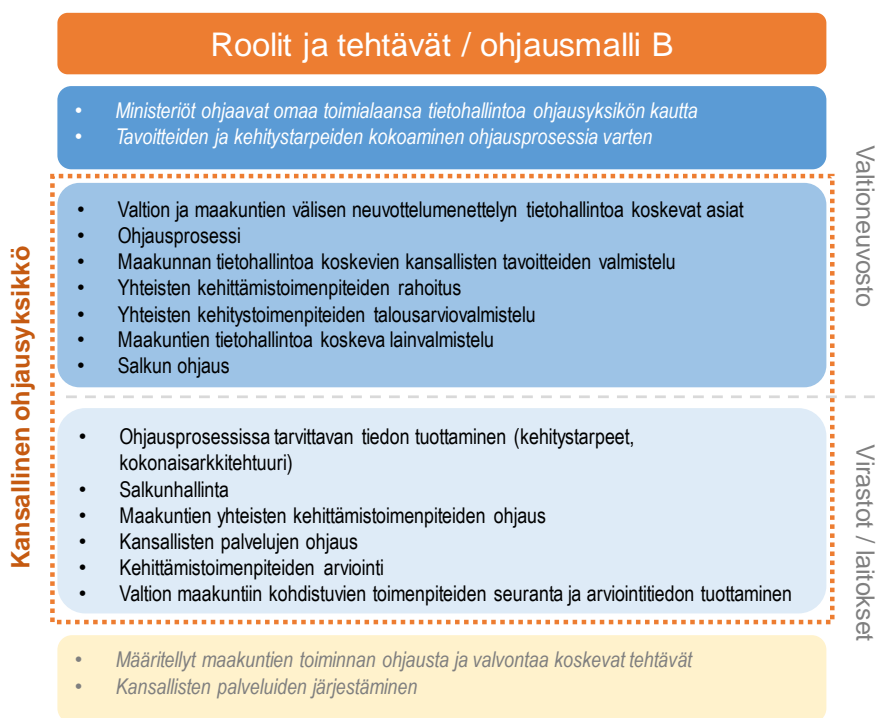 Roolit ja tehtävät / ohjausmalli B
• Ministeriöt ohjaavat omaa toimialaansa tietohallintoa ohjausyksikön kautta
• Tavoitteiden ja kehitystarpeiden kokoaminen ohjausprosessia varten
Valtioneuvosto
Kansallinen ohjausyksikkö
• Valtion ja maakuntien välisen neuvottelumenettelyn tietohallintoa koskevat asiat
• Ohjausprosessi
• Maakunnan tietohallintoa koskevien kansallisten tavoitteiden valmistelu
• Yhteisten kehittämistoimenpiteiden rahoitus
• Yhteisten kehitystoimenpiteiden talousarviovalmistelu
• Maakuntien tietohallintoa koskeva lainvalmistelu
• Salkun ohjaus
Virastot / laitokset
• Ohjausprosessissa tarvittavan tiedon tuottaminen (kehitystarpeet,
kokonaisarkkitehtuuri)
• Salkunhallinta
• Maakuntien yhteisten kehittämistoimenpiteiden ohjaus
• Kansallisten palvelujen ohjaus
• Kehittämistoimenpiteiden arviointi
• Valtion maakuntiin kohdistuvien toimenpiteiden seuranta ja arviointitiedon tuottaminen
• Määritellyt maakuntien toiminnan ohjausta ja valvontaa koskevat tehtävät
• Kansallisten palveluiden järjestäminen